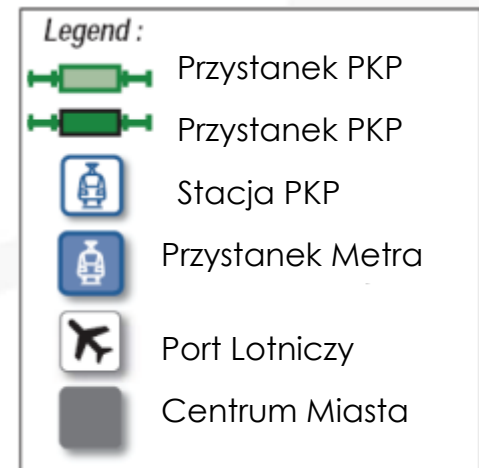 Legend :
Przystanek PKP
Przystanek PKP
Stacja PKP
Przystanek Metra
Port Lotniczy
Centrum Miasta